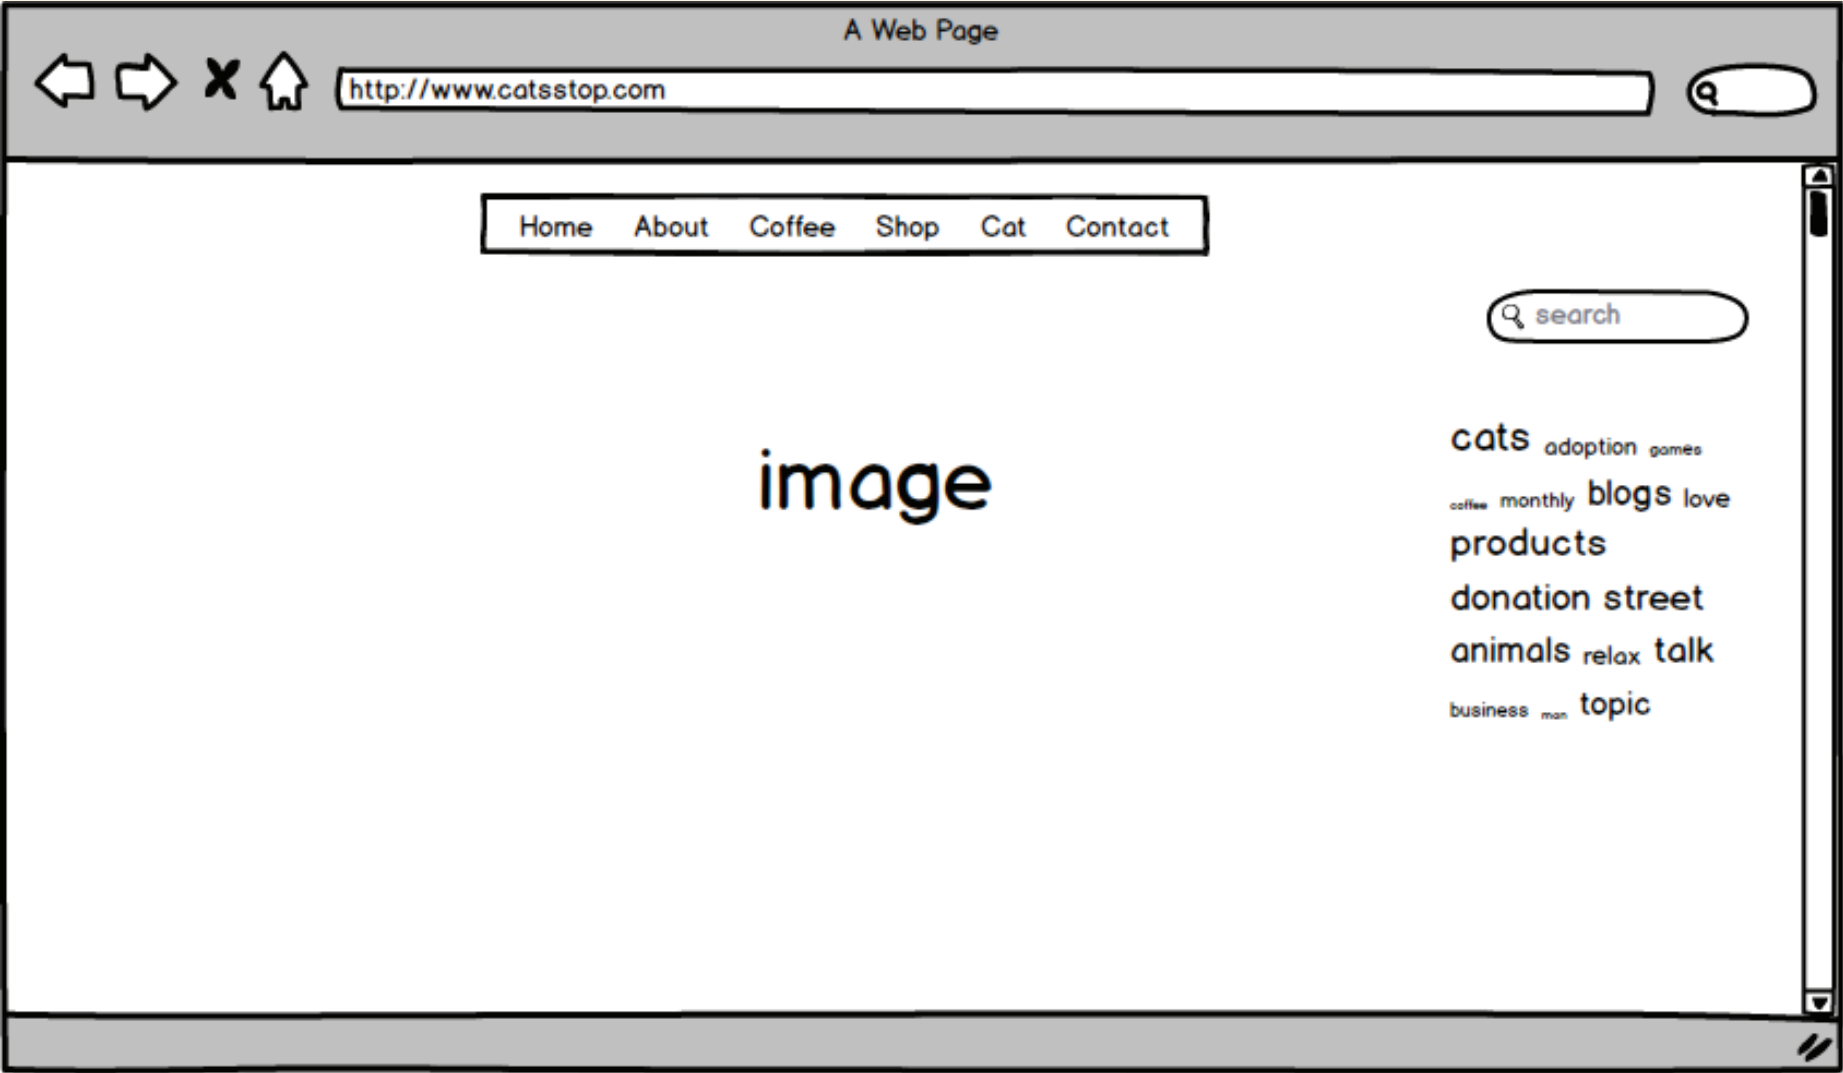 A Web Page
http://www.catsstop.com
Home About Coffee Shop Cat Contact
search
image
cats adoption games
coffee monthly blogs love
products
donation street
animals relax talk
business man topic